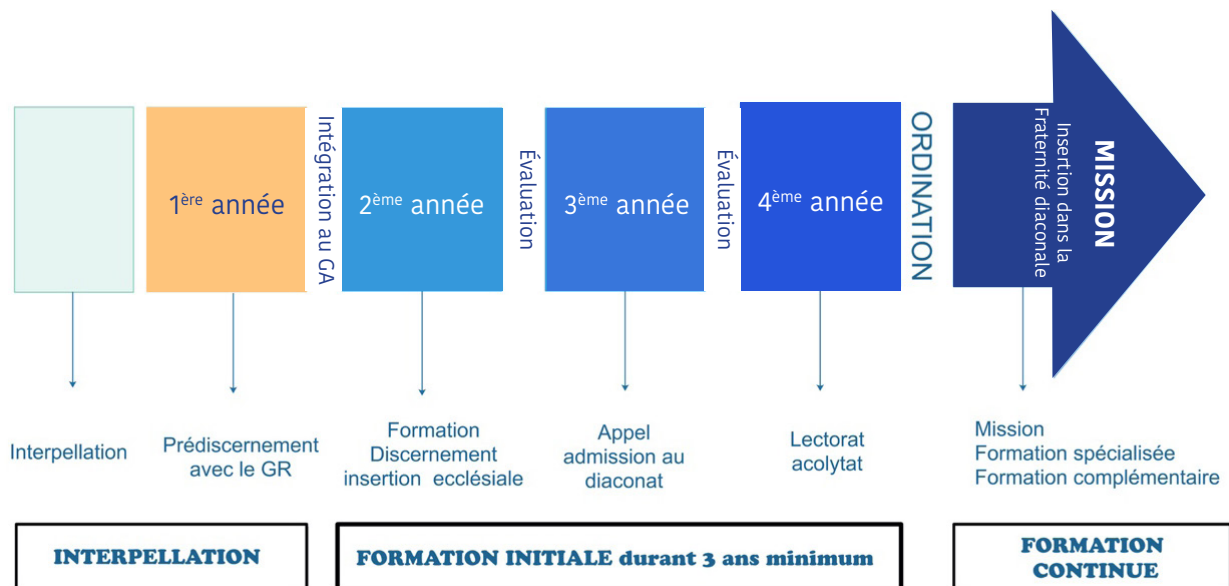 1ère année
Intégration au GA
2ème année
Évaluation
3ème année
Évaluation
4ème année
ORDINATION
Insertion dans la
Fraternité diaconale
MISSION
Interpellation
Prédiscernement
avec le GR
Formation
Discernement
insertion ecclésiale
Appel
admission au
diaconat
Lectorat
acolytat
Mission
Formation spécialisée
Formation complémentaire
INTERPELLATION
FORMATION INITIALE durant 3 ans minimum
FORMATION
CONTINUE